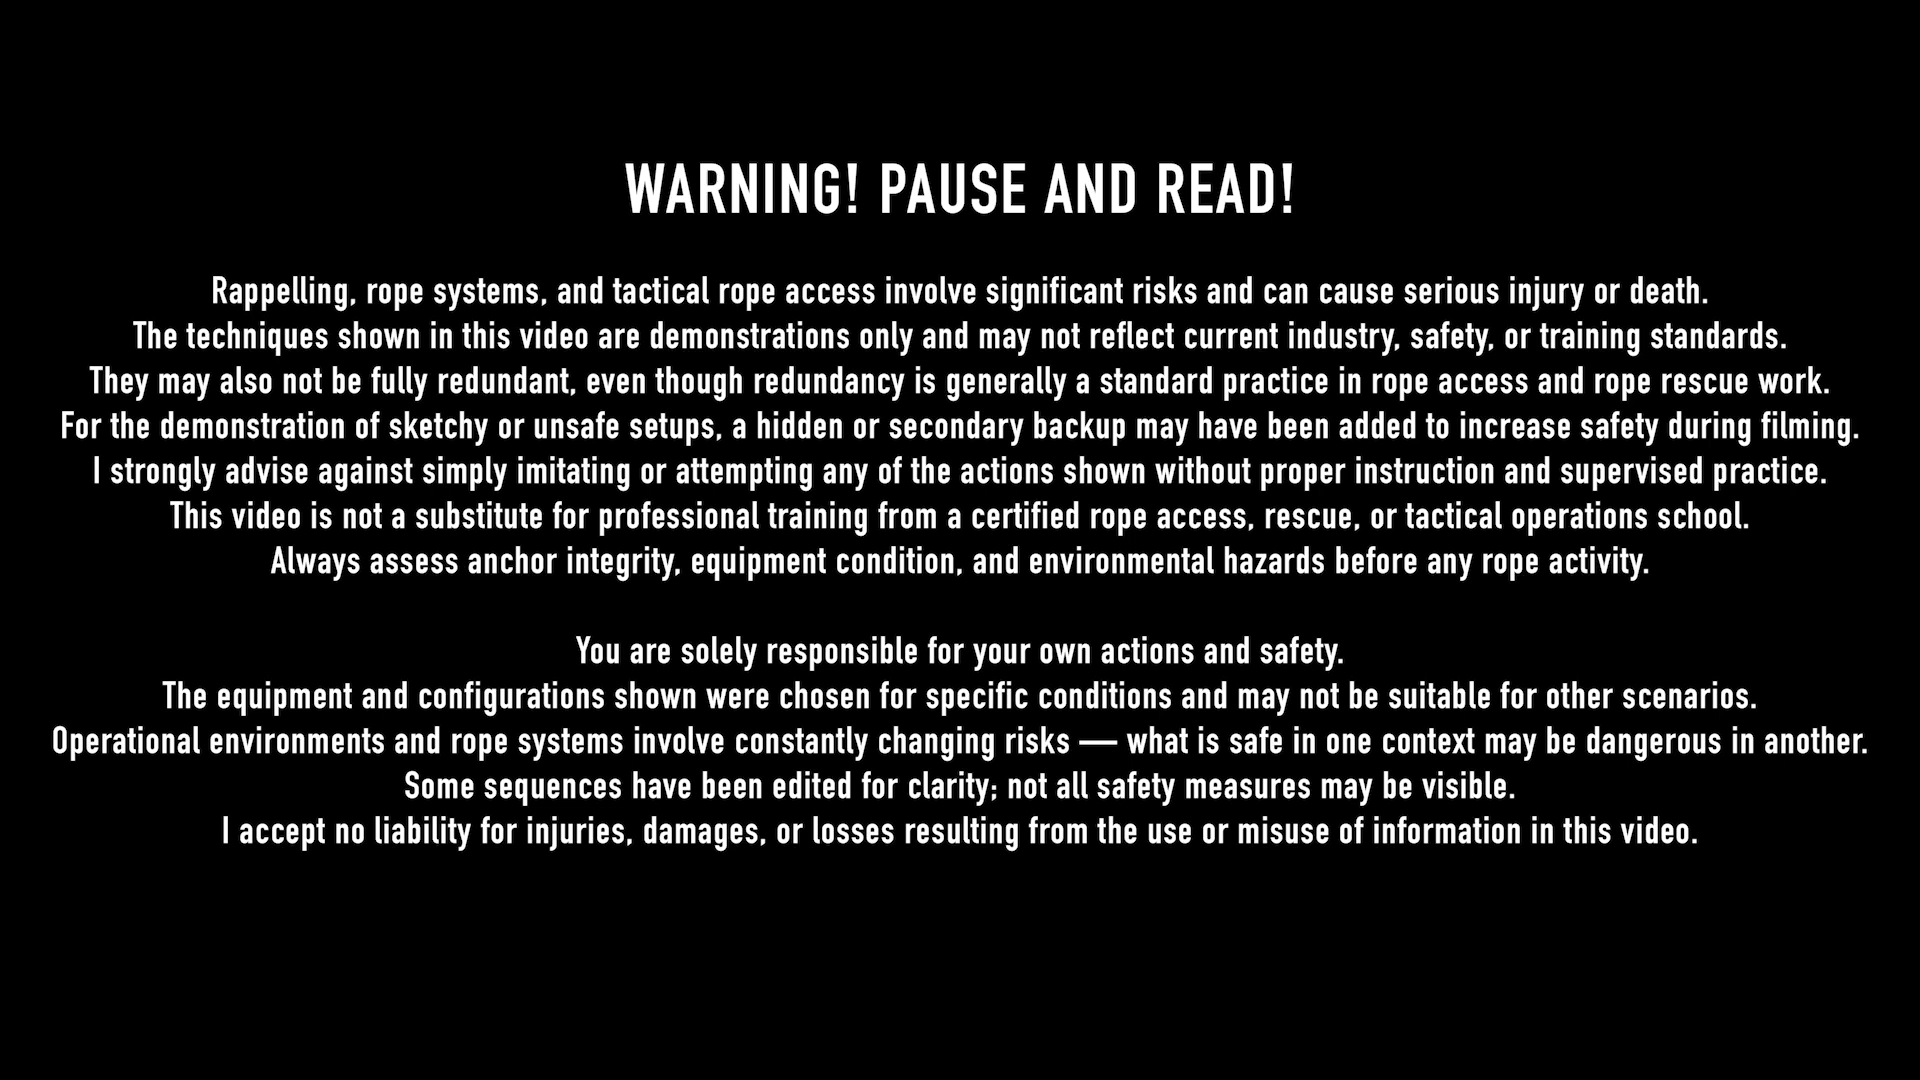 WARNING! PAUSE AND READ!
Rappelling, rope systems, and tactical rope access involve significant risks and can cause serious injury or death.
The techniques shown in this video are demonstrations only and may not reflect current industry, safety, or training standards.
They may also not be fully redundant, even though redundancy is generally a standard practice in rope access and rope rescue work.
For the demonstration of sketchy or unsafe setups, a hidden or secondary backup may have been added to increase safety during filming.
I strongly advise against simply imitating or attempting any of the actions shown without proper instruction and supervised practice.
This video is not a substitute for professional training from a certified rope access, rescue, or tactical operations school.
Always assess anchor integrity, equipment condition, and environmental hazards before any rope activity.
You are solely responsible for your own actions and safety.
The equipment and configurations shown were chosen for specific conditions and may not be suitable for other scenarios.
Operational environments and rope systems involve constantly changing risks — what is safe in one context may be dangerous in another.
Some sequences have been edited for clarity; not all safety measures may be visible.
I accept no liability for injuries, damages, or losses resulting from the use or misuse of information in this video.